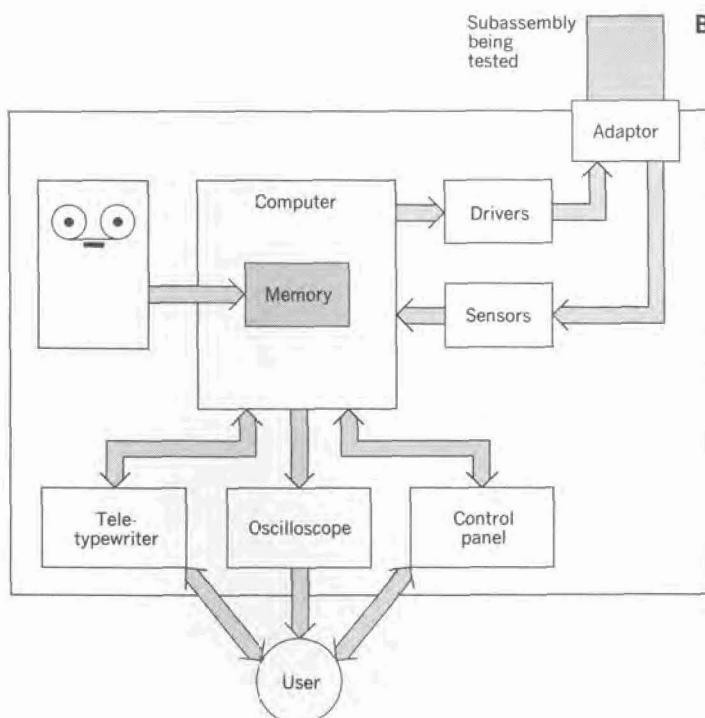 Subassembly
being
tested
B
Adaptor
Computer
Drivers
Memory
Sensors
Tele-
typewriter
Oscilloscope
Control
panel
User